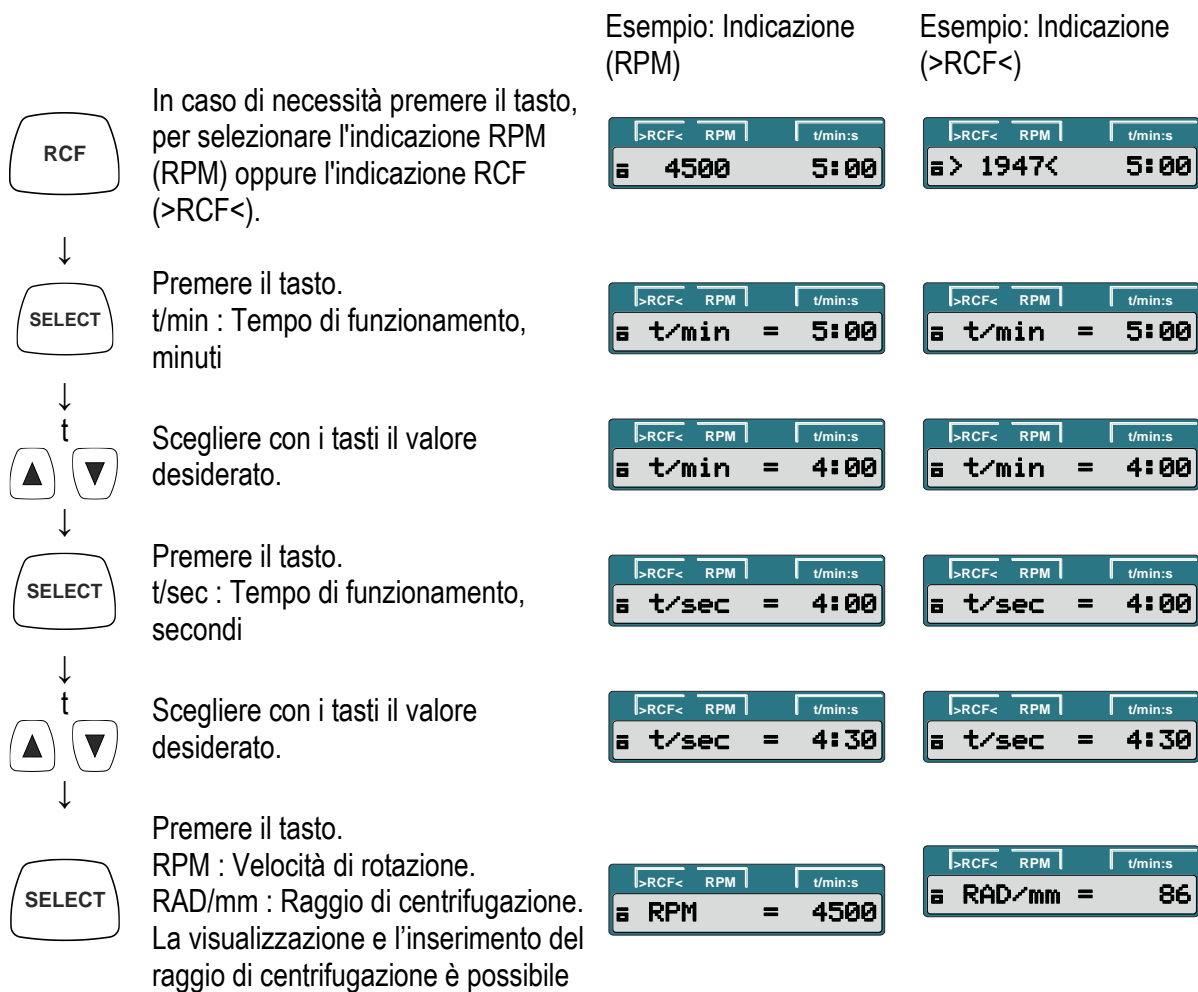 Esempio: Indicazione
(RPM)
Esempio: Indicazione
(>RCF<)
RCF
In caso di necessità premere il tasto,
per selezionare l'indicazione RPM
(RPM) oppure l'indicazione RCF
(>RCF<).
>RCF< RPM t/min:s
4500 5:00
>RCF< RPM t/min:s
> 1947< 5:00
↓
SELECT
Premere il tasto.
t/min : Tempo di funzionamento,
minuti
>RCF< RPM t/min:s
t/min = 5:00
>RCF< RPM t/min:s
t/min = 5:00
↓
t
▲ ▼
Scegliere con i tasti il valore
desiderato.
>RCF< RPM t/min:s
t/min = 4:00
>RCF< RPM t/min:s
t/min = 4:00
↓
SELECT
Premere il tasto.
t/sec : Tempo di funzionamento,
secondi
>RCF< RPM t/min:s
t/sec = 4:00
>RCF< RPM t/min:s
t/sec = 4:00
↓
t
▲ ▼
Scegliere con i tasti il valore
desiderato.
>RCF< RPM t/min:s
t/sec = 4:30
>RCF< RPM t/min:s
t/sec = 4:30
↓
SELECT
Premere il tasto.
RPM : Velocità di rotazione.
RAD/mm : Raggio di centrifugazione.
La visualizzazione e l’inserimento del
raggio di centrifugazione è possibile
>RCF< RPM t/min:s
RPM = 4500
>RCF< RPM t/min:s
RAD/mm = 86